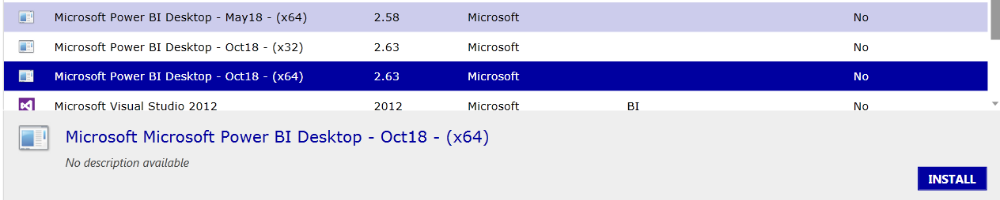 Microsoft Power BI Desktop - May18 - (x64) 2.58 Microsoft No
Microsoft Power BI Desktop - Oct18 - (x32) 2.63 Microsoft No
Microsoft Power BI Desktop - Oct18 - (x64) 2.63 Microsoft No
Microsoft Visual Studio 2012 2012 Microsoft BI No
Microsoft Microsoft Power BI Desktop - Oct18 - (x64)
No description available
INSTALL